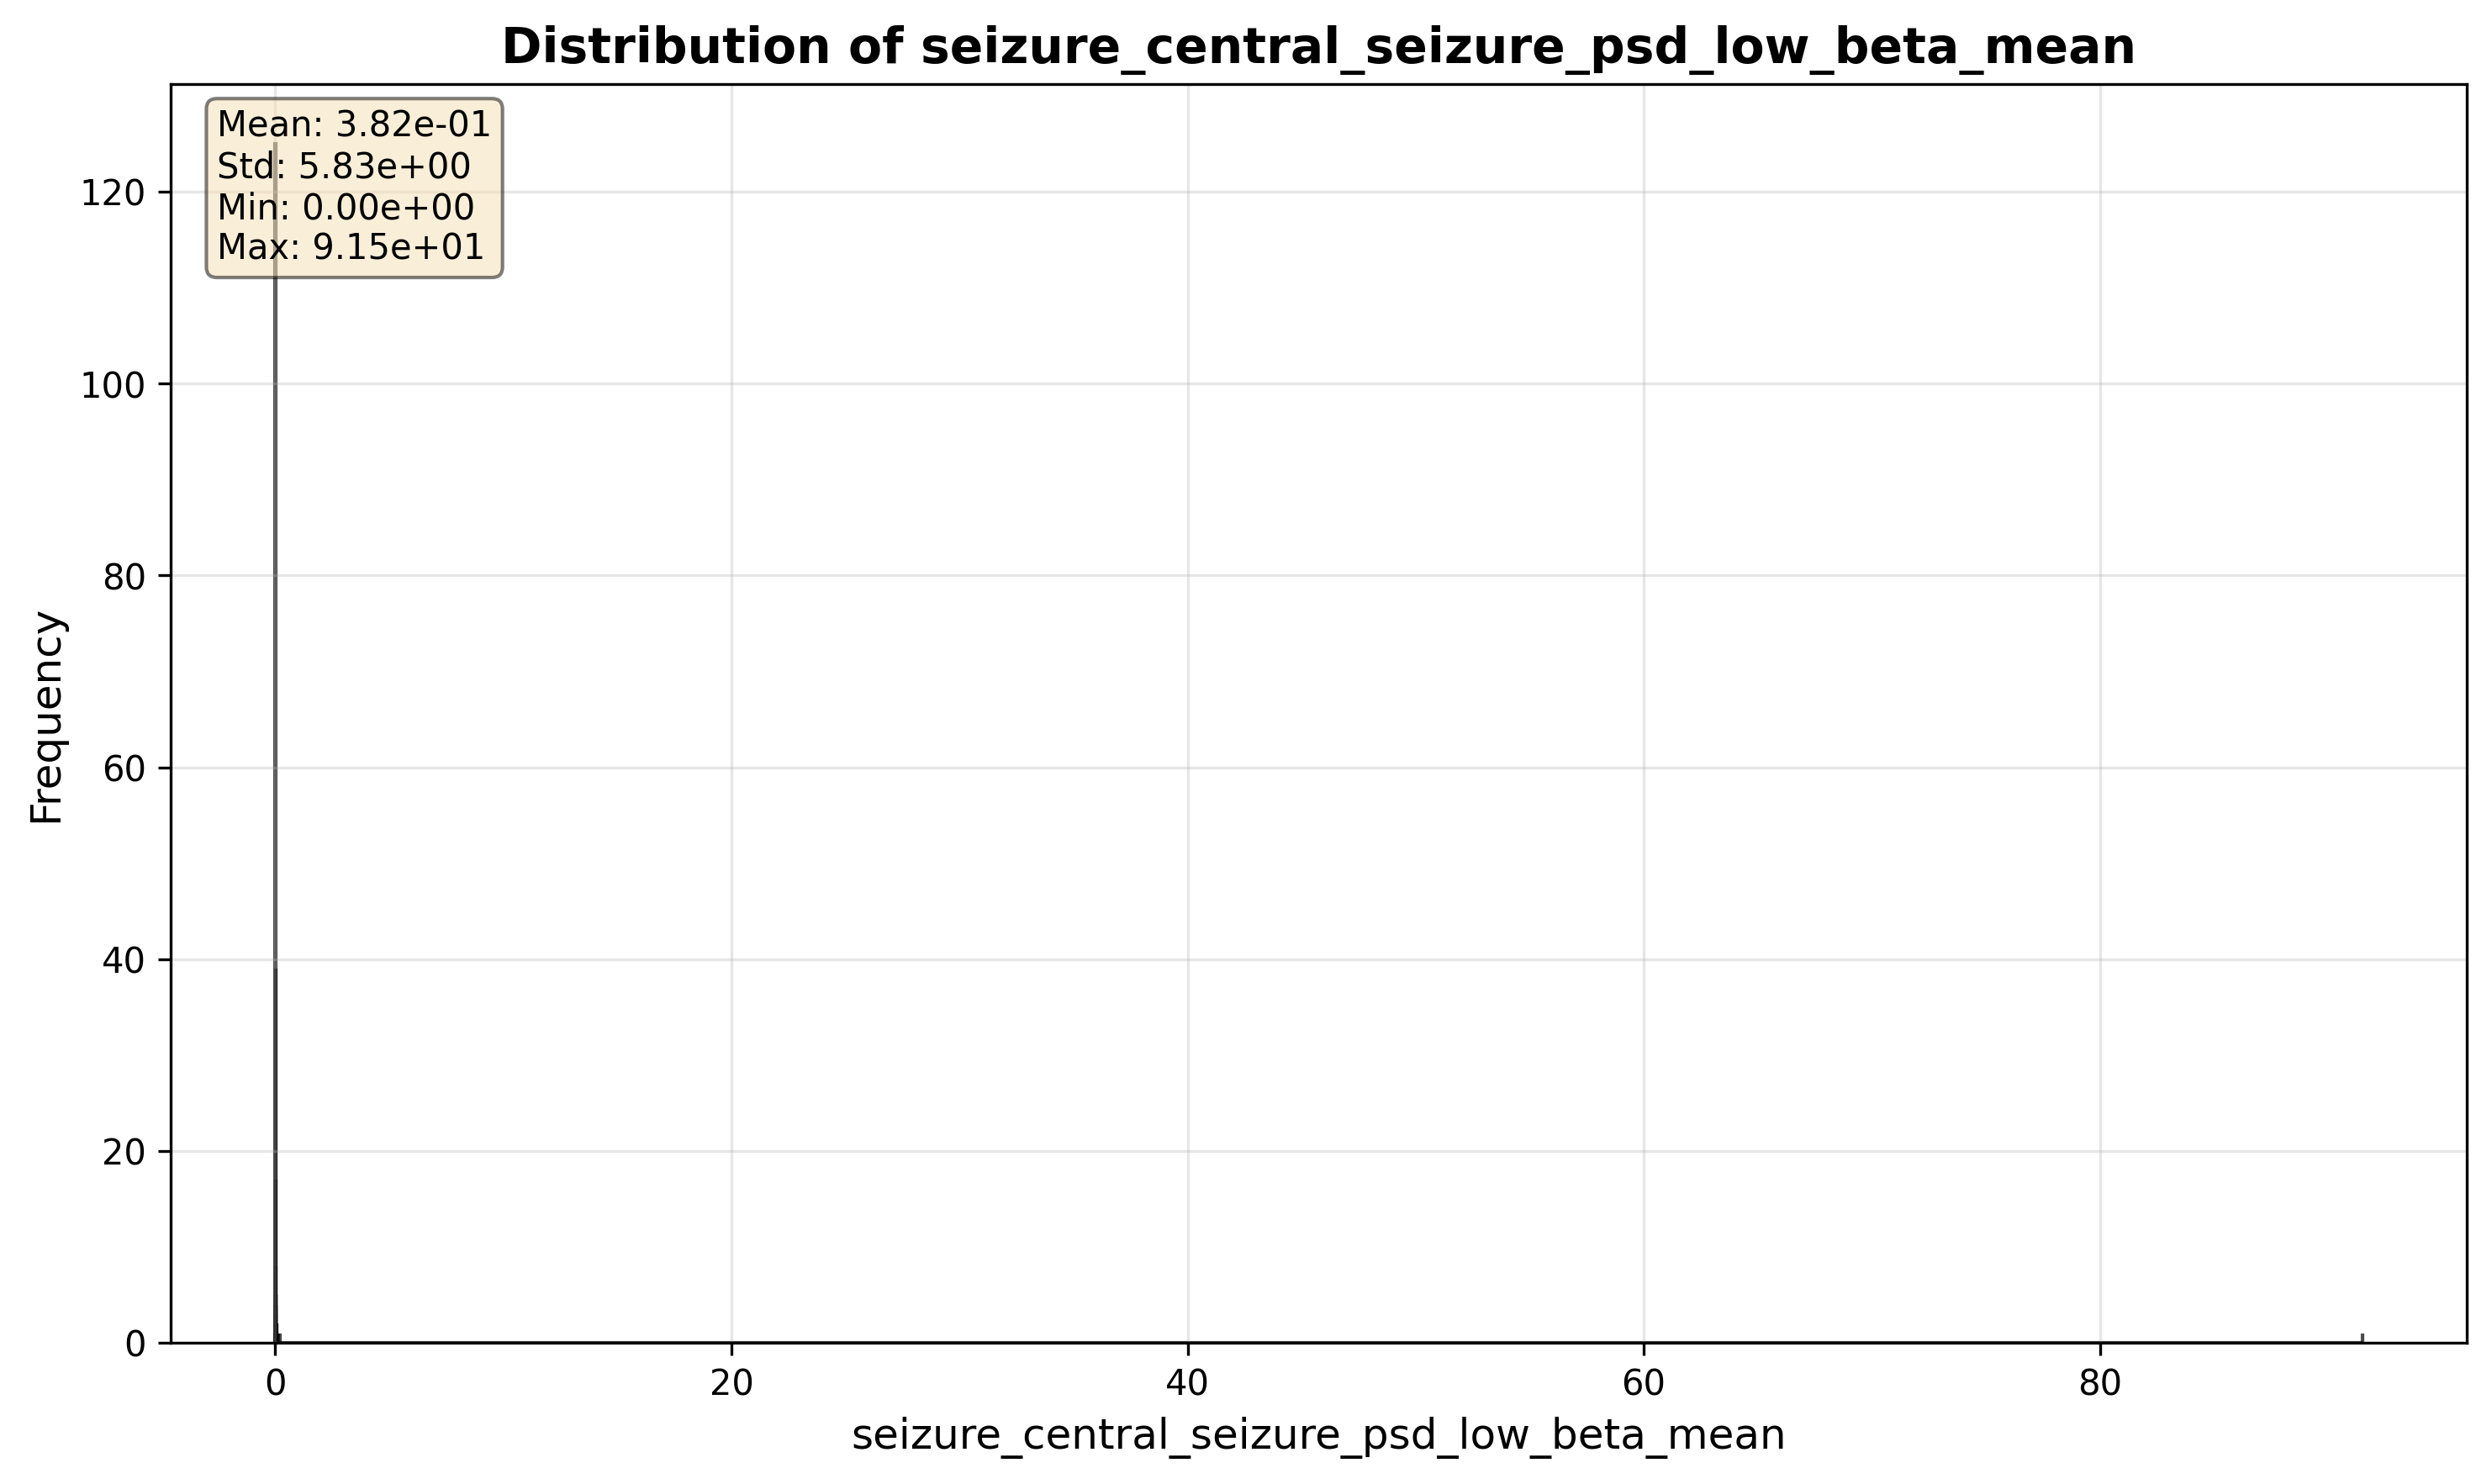 Distribution of seizure_central_seizure_psd_low_beta_mean
Mean: 3.82e-01
Std: 5.83e+00
Min: 0.00e+00
Max: 9.15e+01
120
100
80
60
40
20
0
Frequency
0 20 40 60 80
seizure_central_seizure_psd_low_beta_mean